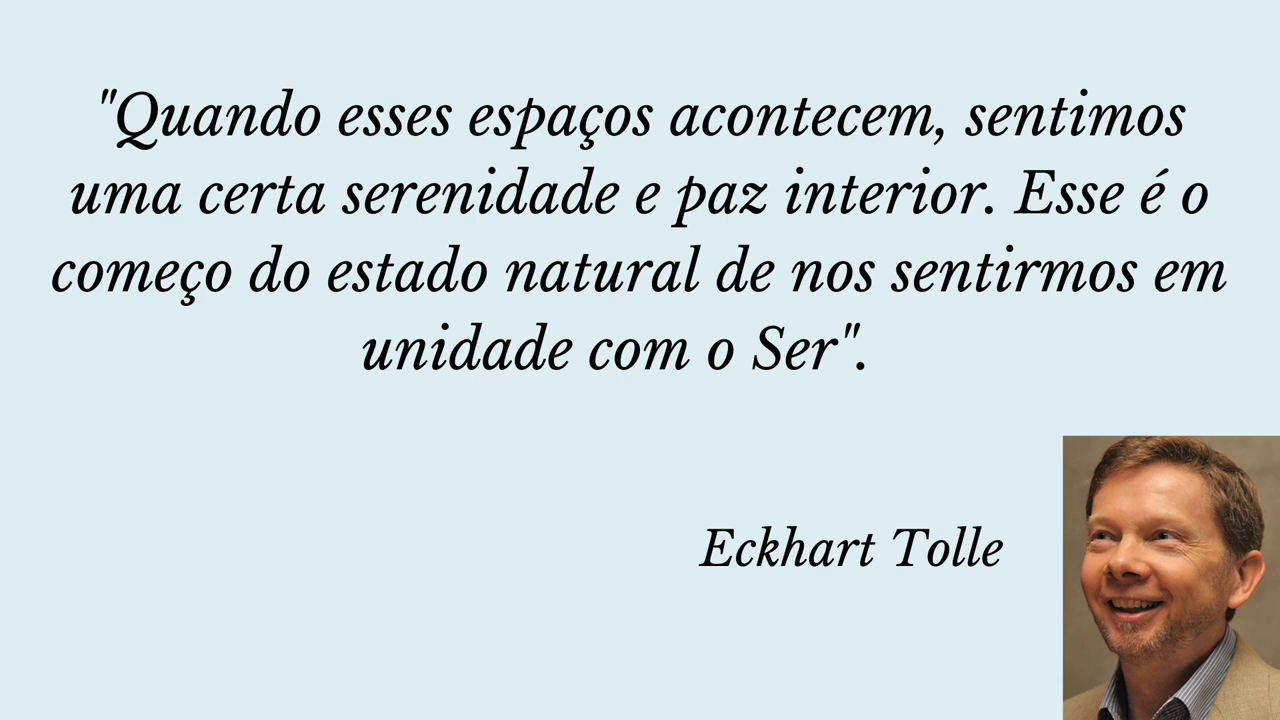 "Quando esses espaços acontecem, sentimos
uma certa serenidade e paz interior. Esse é o
começo do estado natural de nos sentirmos em
unidade com o Ser".
Eckhart Tolle